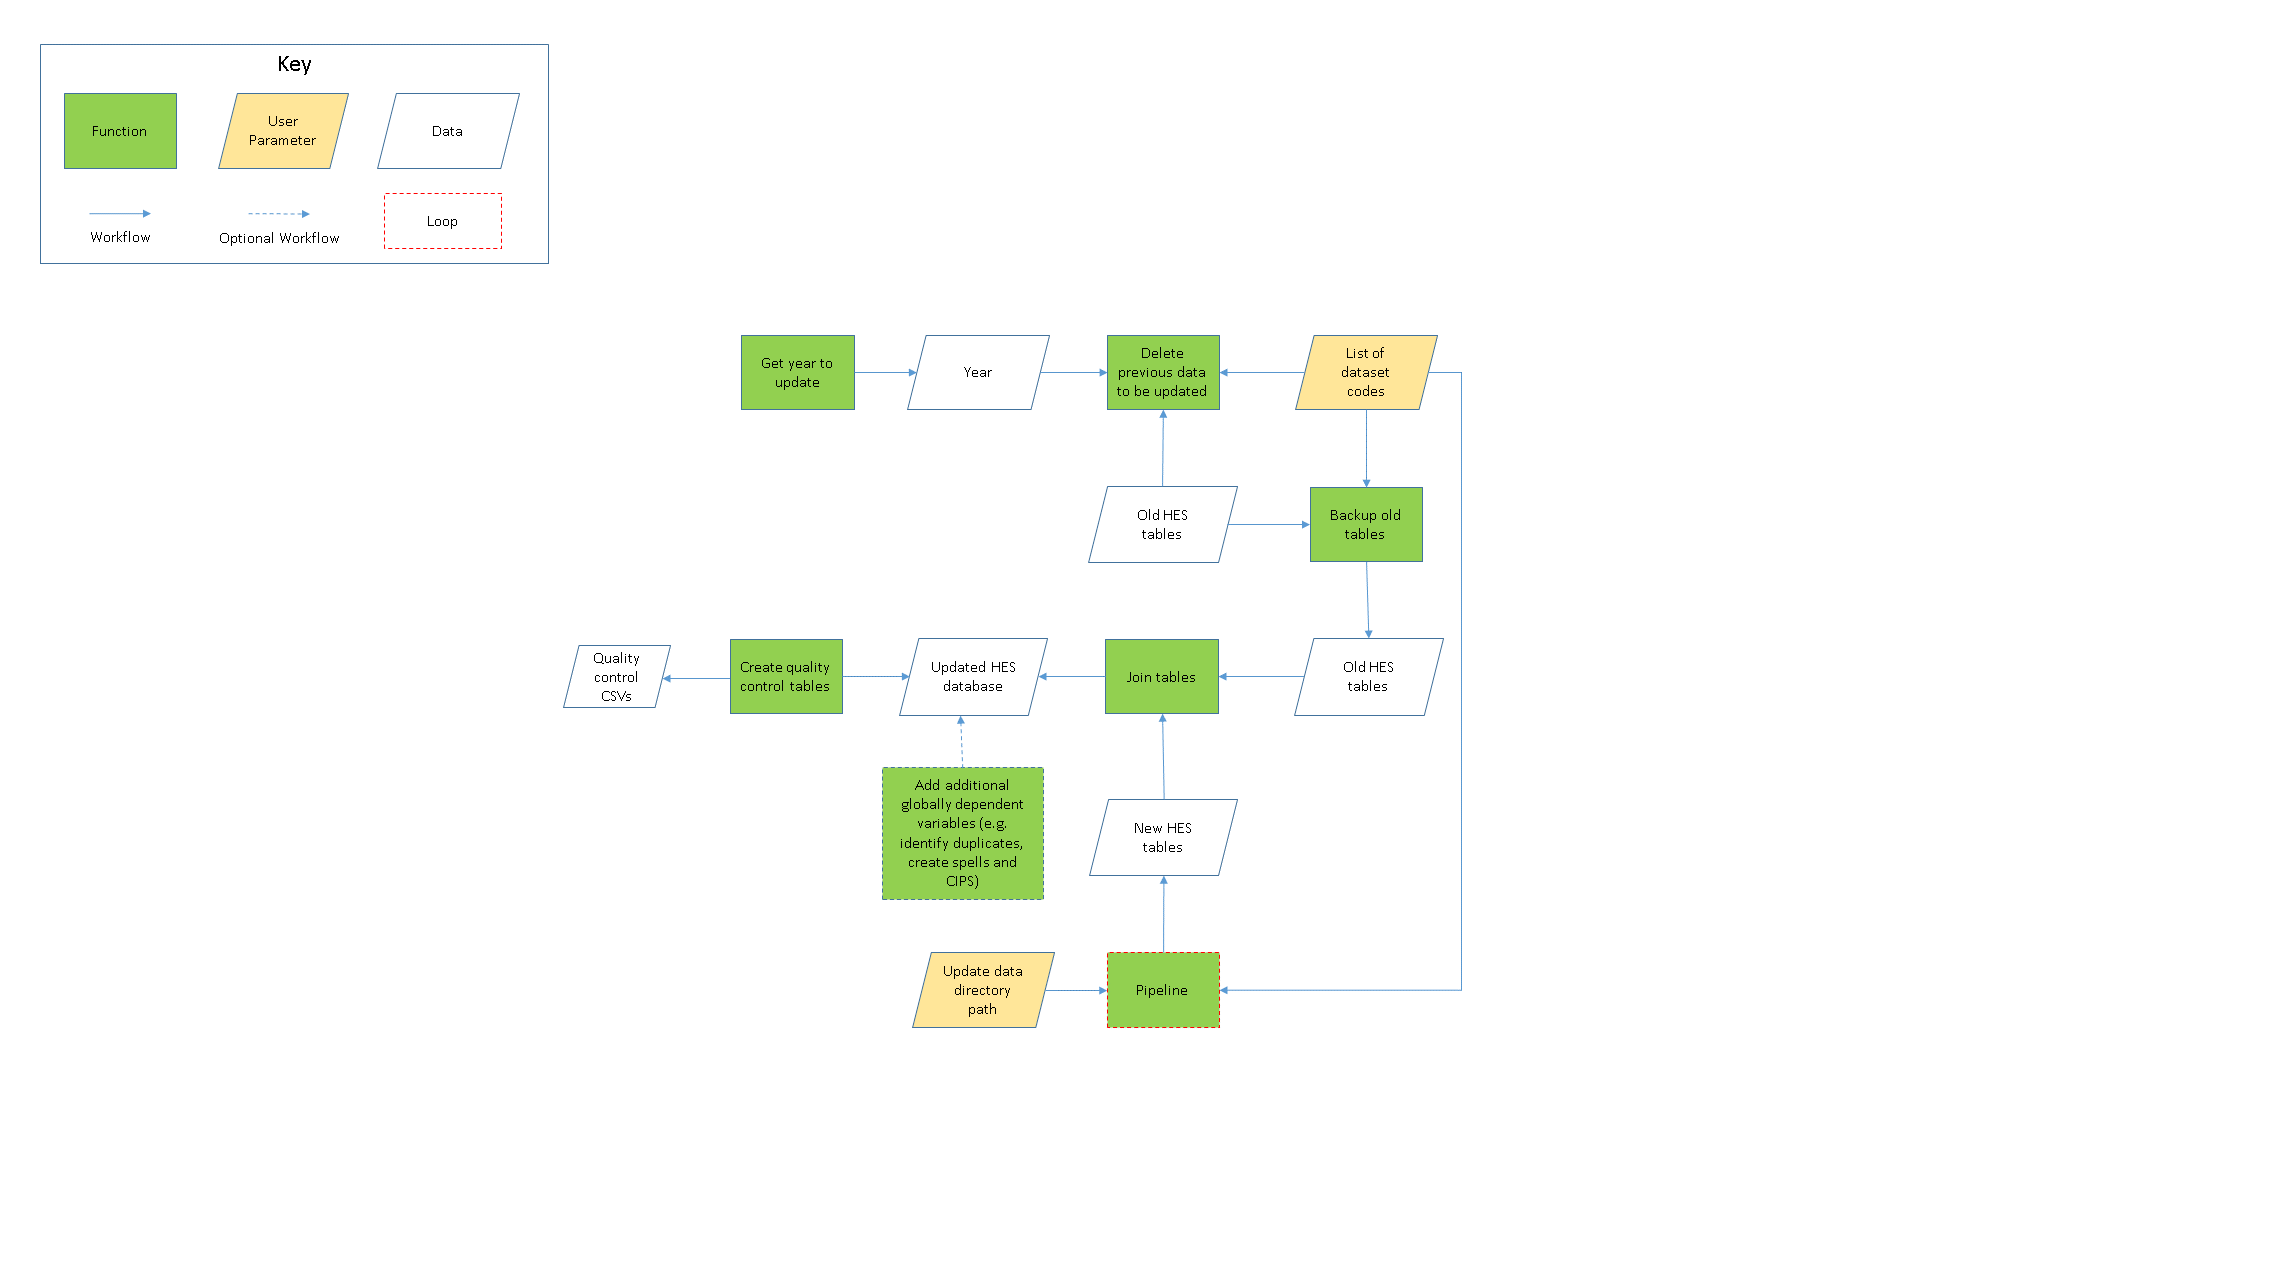 Key
Function
User
Parameter
Data
Workflow
Optional Workflow
Loop
Get year to
update
Year
Delete
previous data
to be updated
List of
dataset
codes
Old HES
tables
Backup old
tables
Quality
control
CSVs
Create quality
control tables
Updated HES
database
Join tables
Old HES
tables
Add additional
globally dependent
variables (e.g.
identify duplicates,
create spells and
CIPS)
New HES
tables
Update data
directory
path
Pipeline